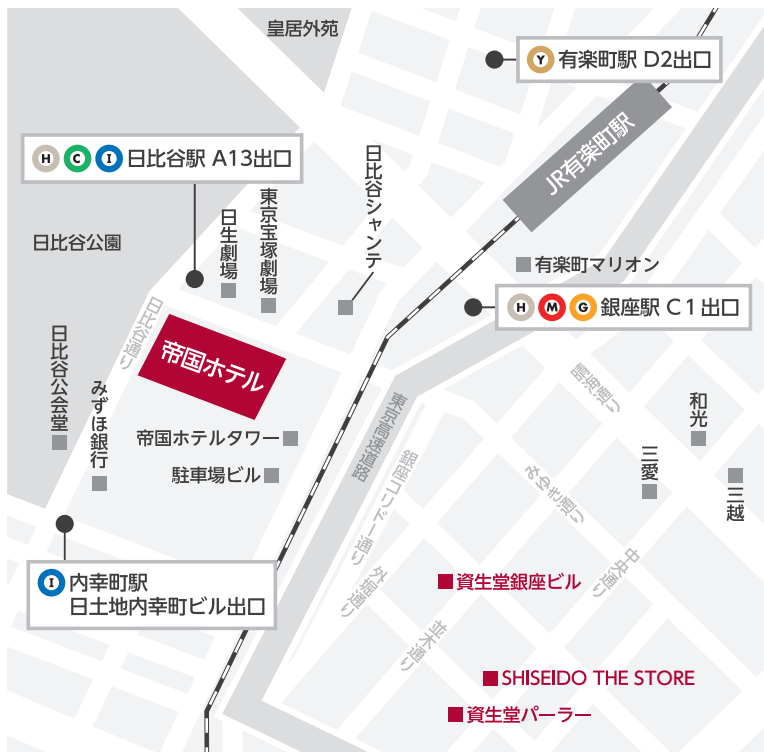 皇居外苑
Y 有楽町駅 D2出口
JR有楽町駅
H C I 日比谷駅 A13出口
日比谷シャンテ
東京宝塚劇場
日生劇場
日比谷公園
有楽町マリオン
H M G 銀座駅 C1出口
日比谷通り
帝国ホテル
日比谷公会堂
みずほ銀行
帝国ホテルタワー
駐車場ビル
東京高速道路
晴海通り
和光
三愛
三越
銀座コリドー通り
みゆき通り
外堀通り
中央通り
並木通り
I 内幸町駅
日土地内幸町ビル出口
資生堂銀座ビル
SHISEIDO THE STORE
資生堂パーラー